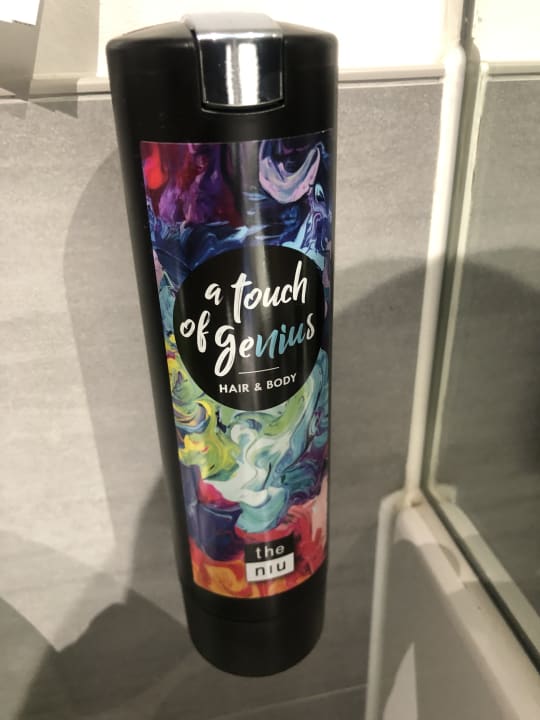 a touch
of genius
HAIR & BODY
the
niu